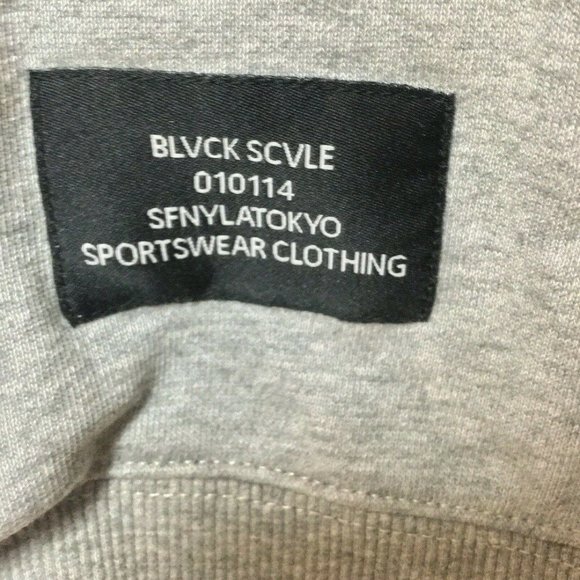 BLVCK SCVLE
010114
SFNYLATOKYO
SPORTSWEAR CLOTHING